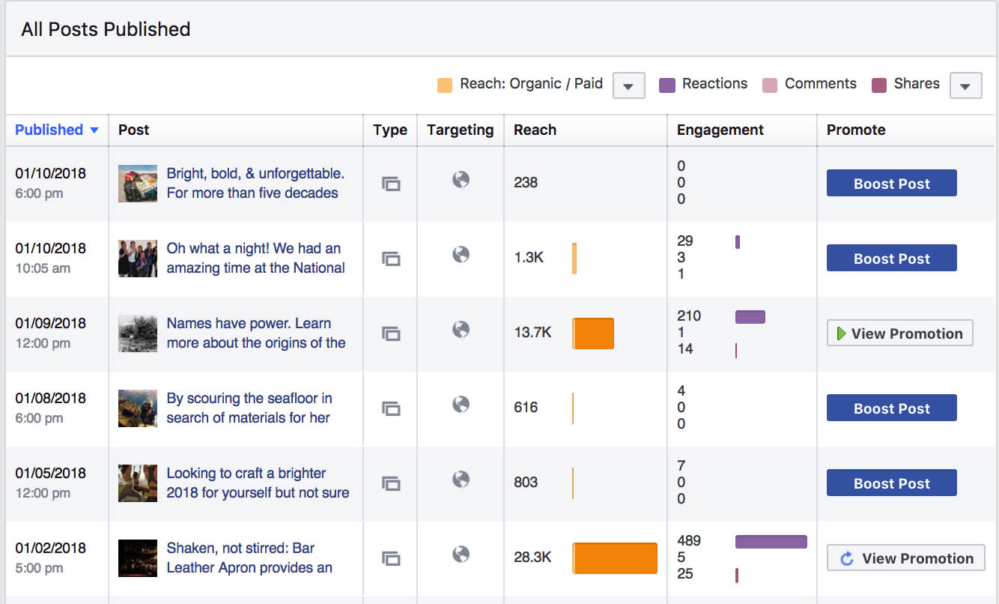 All Posts Published
Reach: Organic / Paid Reactions Comments Shares
Published Post Type Targeting Reach Engagement Promote
01/10/2018
6:00 pm
Bright, bold, & unforgettable.
For more than five decades
238
0
0
0
Boost Post
01/10/2018
10:05 am
Oh what a night! We had an
amazing time at the National
1.3K
29
3
1
Boost Post
01/09/2018
12:00 pm
Names have power. Learn
more about the origins of the
13.7K
210
1
14
View Promotion
01/08/2018
6:00 pm
By scouring the seafloor in
search of materials for her
616
4
0
0
Boost Post
01/05/2018
12:00 pm
Looking to craft a brighter
2018 for yourself but not sure
803
7
0
0
Boost Post
01/02/2018
5:00 pm
Shaken, not stirred: Bar
Leather Apron provides an
28.3K
489
5
25
View Promotion